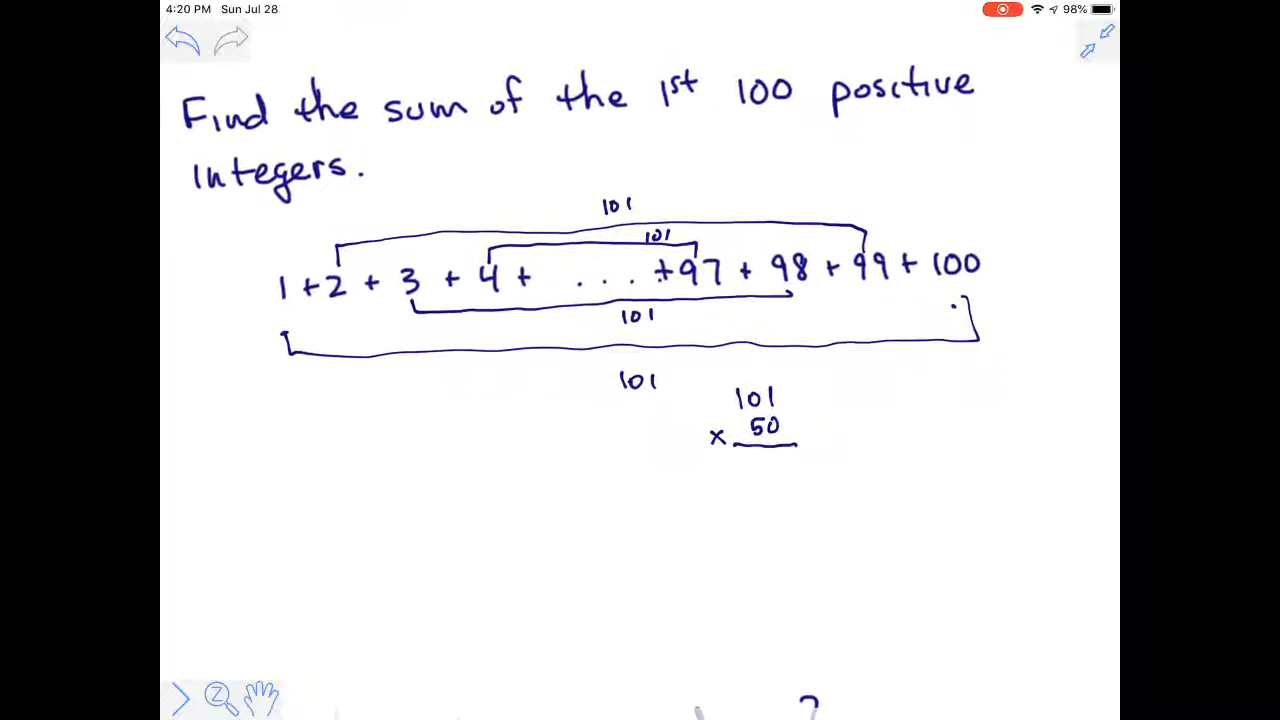 4:20 PM Sun Jul 28
98%
Find the sum of the 1st 100 positive
integers.
101
101
1 + 2 + 3 + 4 + . . . . + 97 + 98 + 99 + 100
101
101
101
x 50
Z